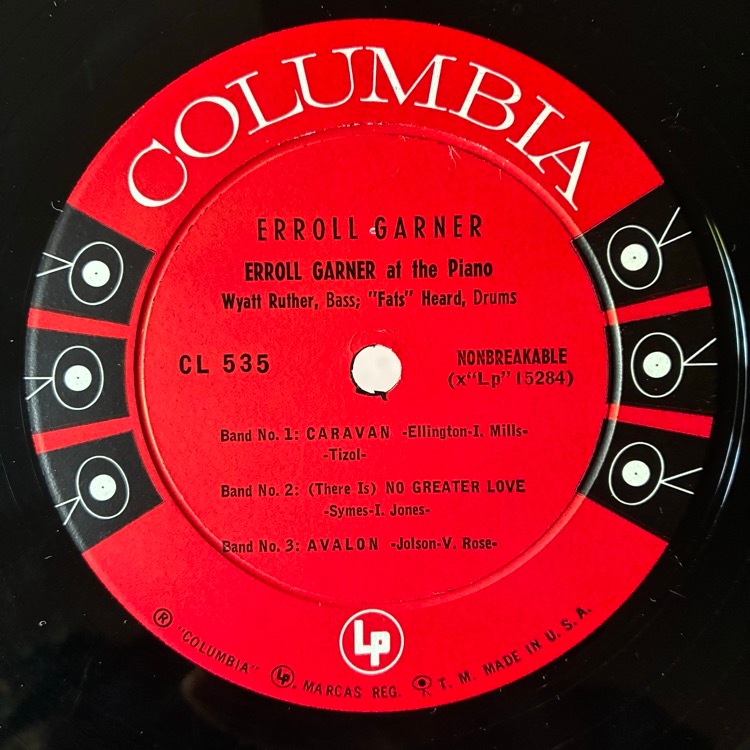 COLUMBIA
ERROLL GARNER
ERROLL GARNER at the Piano
Wyatt Ruther, Bass; "Fats" Heard, Drums
CL 535
NONBREAKABLE
(x"Lp" 15284)
Band No. 1: CARAVAN -Ellington-I. Mills-
-Tizol-
Band No. 2: (There Is) NO GREATER LOVE
-Symes-I. Jones-
Band No. 3: AVALON -Jolson-V. Rose-
Lp
® "COLUMBIA" Lp, MARCAS REG. T. M. MADE IN U. S. A.